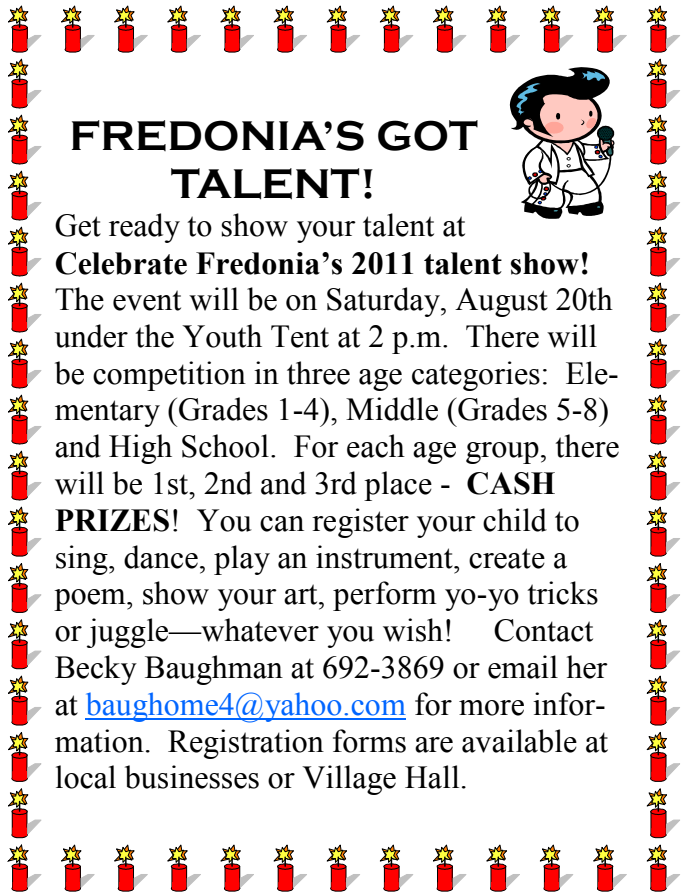 FREDONIA’S GOT
TALENT!
Get ready to show your talent at
Celebrate Fredonia’s 2011 talent show!
The event will be on Saturday, August 20th
under the Youth Tent at 2 p.m.  There will
be competition in three age categories:  Ele-
mentary (Grades 1-4), Middle (Grades 5-8)
and High School.  For each age group, there
will be 1st, 2nd and 3rd place -  CASH
PRIZES!  You can register your child to
sing, dance, play an instrument, create a
poem, show your art, perform yo-yo tricks
or juggle—whatever you wish!     Contact
Becky Baughman at 692-3869 or email her
at baughome4@yahoo.com for more infor-
mation.  Registration forms are available at
local businesses or Village Hall.